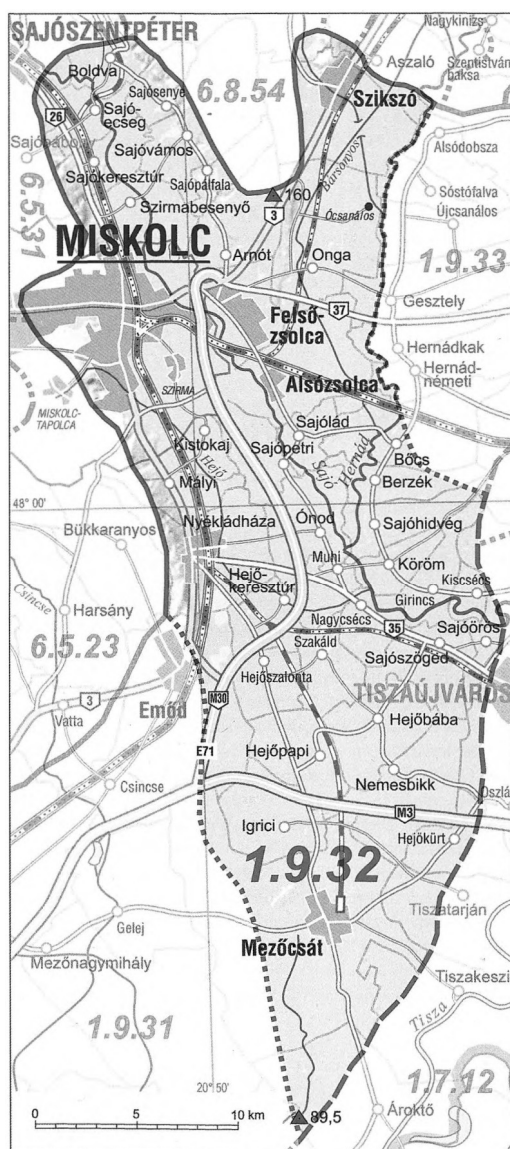 SAJÓSZENTPÉTER
Nagykinizs
Aszaló
Szentistván-
baksa
Boldva
Sajósenye
6.8.54
Szikszó
26
Sajó-
ecseg
Sajóvámos
Alsódobsza
Sajókeresztúr
Sajópálfala
Bársonyos
Sóstófalva
6.5.31
Szirmabesenyő
160
3
Ócsanálos
Újcsanálos
MISKOLC
Arnót
Onga
1.9.33
Gesztely
37
Felső-
zsolca
Hernádkak
Hernád-
németi
Alsózsolca
SZIRMA
MISKOLC-
TAPOLCA
Kistokaj
Sajólád
Sajópetri
Hejő
Sajó
Hernád
Bőcs
Mályi
Berzék
48° 00'
Nyékládháza
Ónod
Sajóhidvég
Bükkaranyos
Muhi
Köröm
Hejő-
keresztúr
Kiscsécs
Csincse
Harsány
Girincs
Nagycsécs
35
Sajóörös
6.5.23
Szakáld
Sajószöged
Hejőszalonta
TISZAÚJVÁROS
3
Emőd
M30
Vatta
Hejőbába
E71
Hejőpapi
Nemesbikk
Csincse
Oszlá
M3
Igrici
Hejőkürt
1.9.32
Tiszatarján
Gelej
Mezőcsát
Mezőnagymihály
Tiszakeszi
1.9.31
Tisza
20° 50'
1.7.12
0 5 10 km
89,5
Ároktő